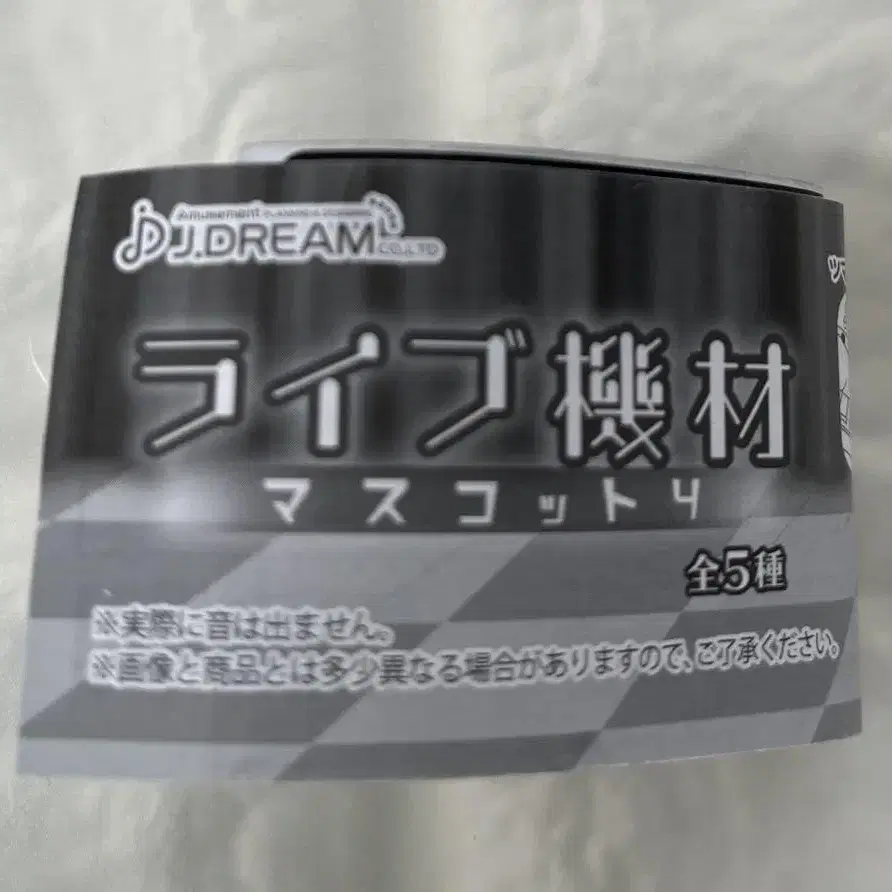 Amusement
J.DREAM CO.,LTD
ライブ機材
マスコット4
全5種
※実際に音は出ません。
※画像と商品とは多少異なる場合がありますので、ご了承ください。